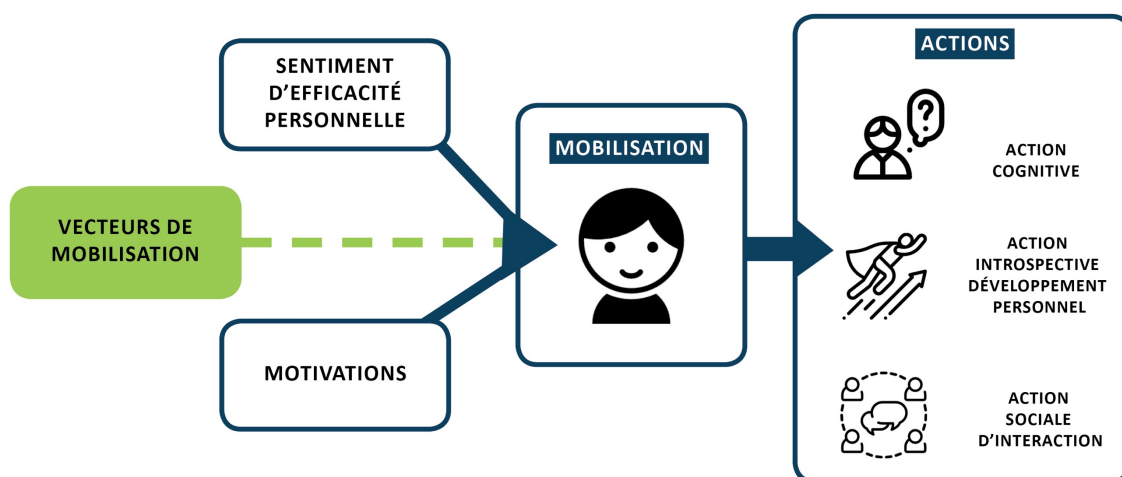 SENTIMENT
D'EFFICACITÉ
PERSONNELLE
VECTEURS DE
MOBILISATION
MOTIVATIONS
MOBILISATION
ACTIONS
?
ACTION
COGNITIVE
ACTION
INTROSPECTIVE
DÉVELOPPEMENT
PERSONNEL
ACTION
SOCIALE
D'INTERACTION